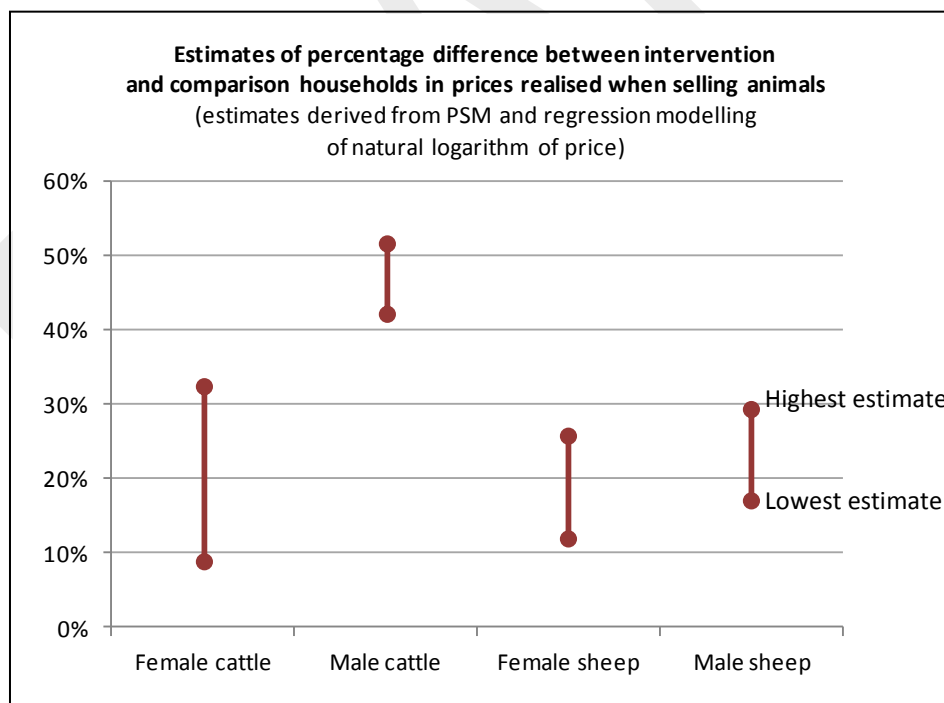 Estimates of percentage difference between intervention
and comparison households in prices realised when selling animals
(estimates derived from PSM and regression modelling
of natural logarithm of price)
60%
50%
40%
30%
20%
10%
0%
Highest estimate
Lowest estimate
Female cattle
Male cattle
Female sheep
Male sheep